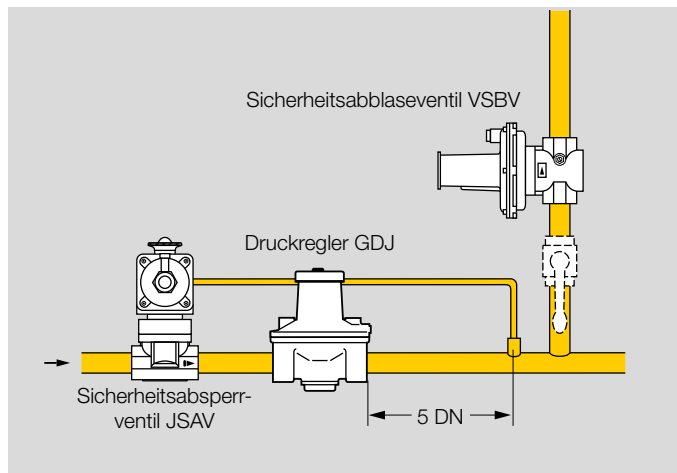 Sicherheitsabblaseventil VSBV
Druckregler GDJ
Sicherheitsabsperr-
ventil JSAV
5 DN